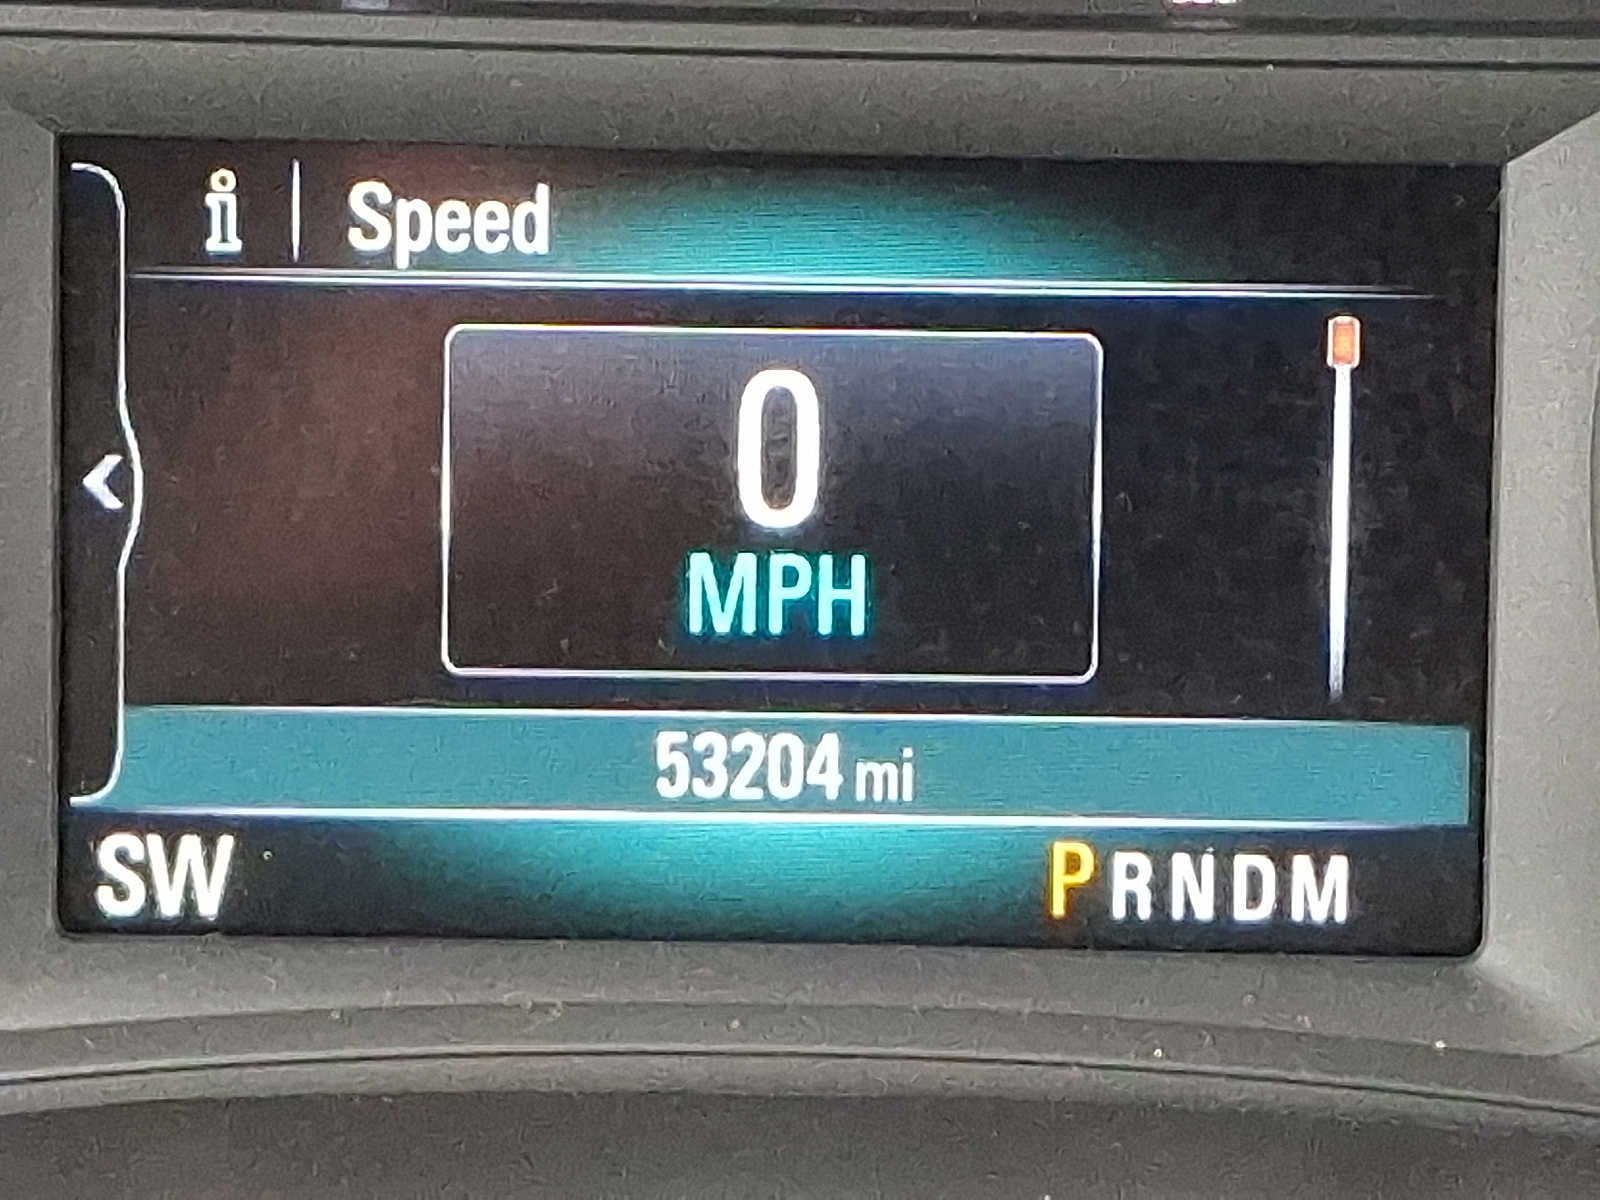 i | Speed
0
MPH
53204 mi
SW PRNDM